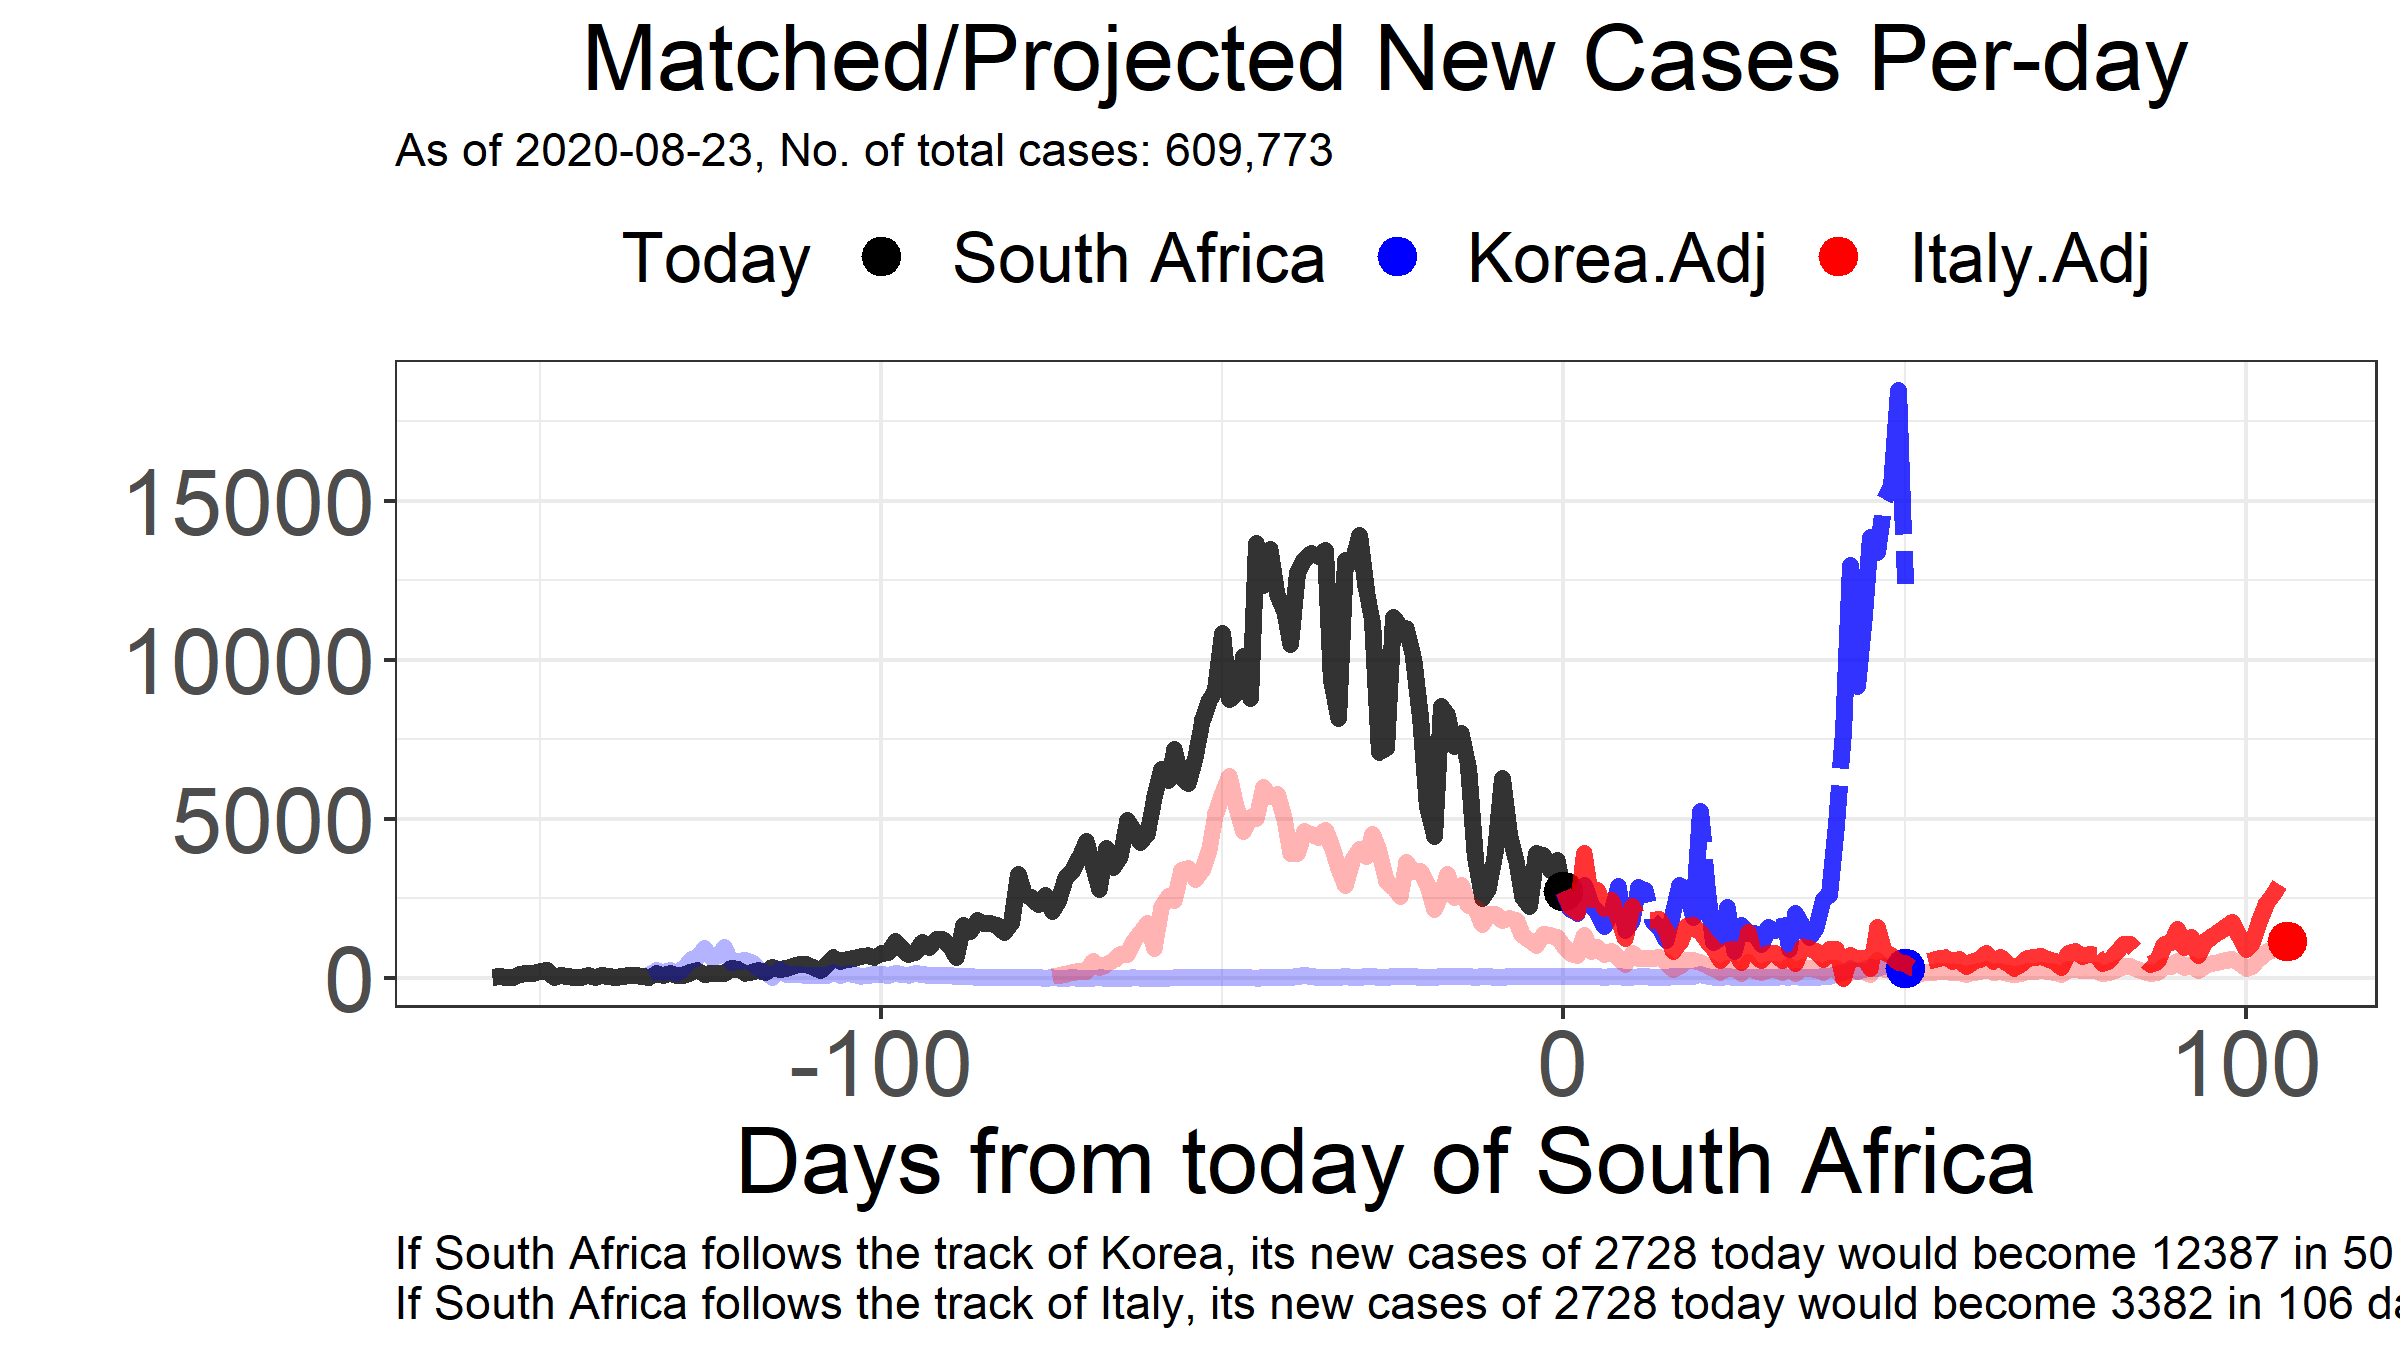 Matched/Projected New Cases Per-day
As of 2020-08-23, No. of total cases: 609,773
Today South Africa Korea.Adj Italy.Adj
15000
10000
5000
0
-100 0 100
Days from today of South Africa
If South Africa follows the track of Korea, its new cases of 2728 today would become 12387 in 50
If South Africa follows the track of Italy, its new cases of 2728 today would become 3382 in 106 da